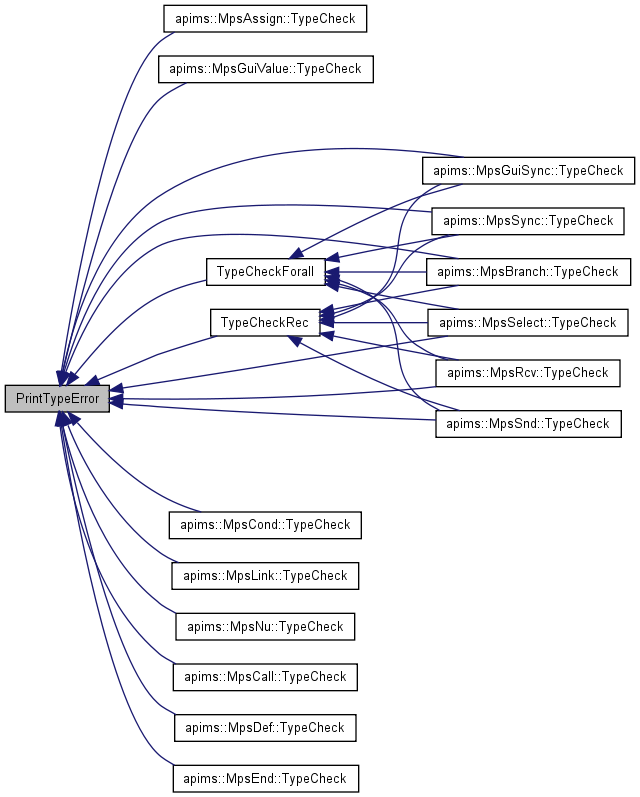 apims::MpsAssign::TypeCheck
apims::MpsGuiValue::TypeCheck
apims::MpsGuiSync::TypeCheck
apims::MpsSync::TypeCheck
TypeCheckForall
apims::MpsBranch::TypeCheck
TypeCheckRec
apims::MpsSelect::TypeCheck
apims::MpsRcv::TypeCheck
PrintTypeError
apims::MpsSnd::TypeCheck
apims::MpsCond::TypeCheck
apims::MpsLink::TypeCheck
apims::MpsNu::TypeCheck
apims::MpsCall::TypeCheck
apims::MpsDef::TypeCheck
apims::MpsEnd::TypeCheck